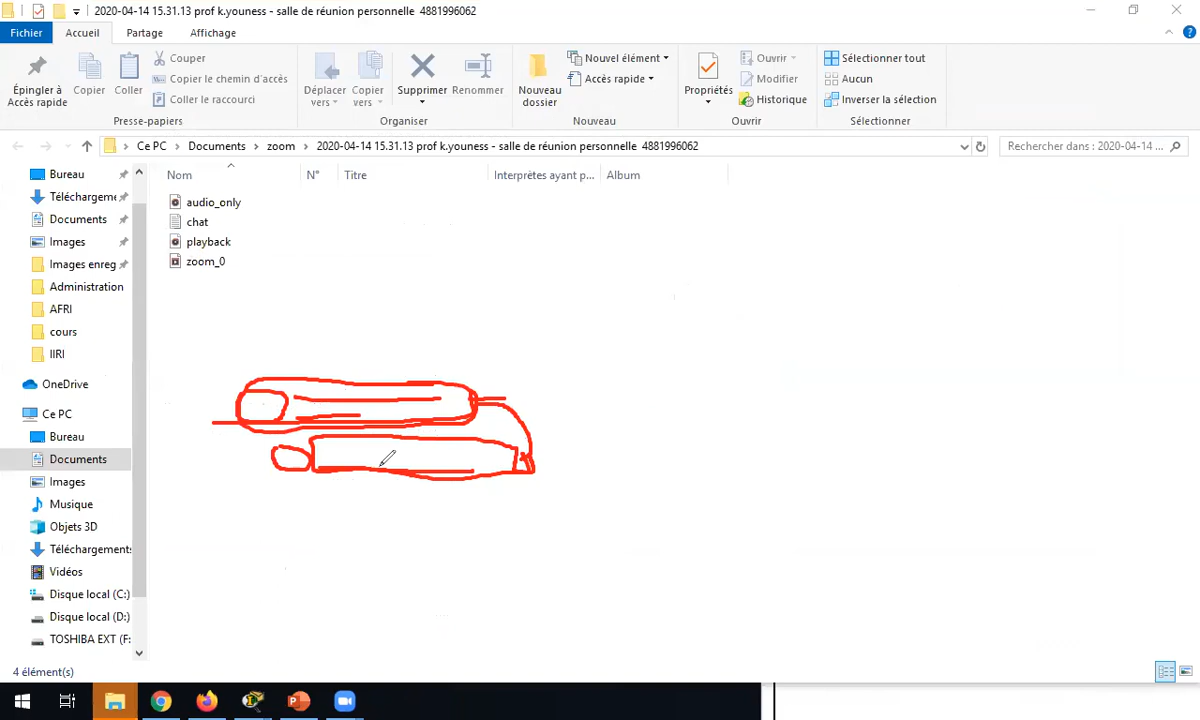 2020-04-14 15.31.13 prof k.youness - salle de réunion personnelle 4881996062
Fichier Accueil Partage Affichage
Épingler à Accès rapide
Copier
Coller
Couper
Copier le chemin d'accès
Coller le raccourci
Presse-papiers
Déplacer vers
Copier vers
Supprimer
Renommer
Organiser
Nouveau dossier
Nouvel élément
Accès rapide
Nouveau
Propriétés
Ouvrir
Modifier
Historique
Ouvrir
Sélectionner tout
Aucun
Inverser la sélection
Sélectionner
Ce PC > Documents > zoom > 2020-04-14 15.31.13 prof k.youness - salle de réunion personnelle 4881996062
Rechercher dans : 2020-04-14 ...
Nom N° Titre Interprètes ayant p... Album
audio_only
chat
playback
zoom_0
Bureau
Téléchargeme
Documents
Images
Images enreg
Administration
AFRI
cours
IIRI
OneDrive
Ce PC
Bureau
Documents
Images
Musique
Objets 3D
Téléchargements
Vidéos
Disque local (C:)
Disque local (D:)
TOSHIBA EXT (F:
4 élément(s)